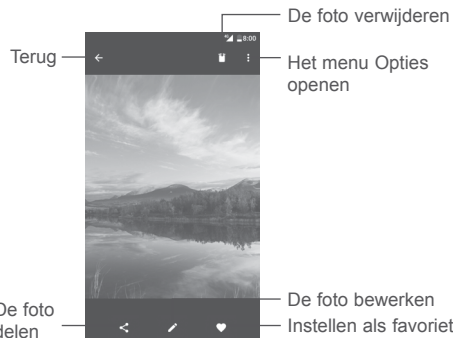 De foto verwijderen
8:00
Terug
Het menu Opties
openen
De foto
delen
De foto bewerken
Instellen als favoriet